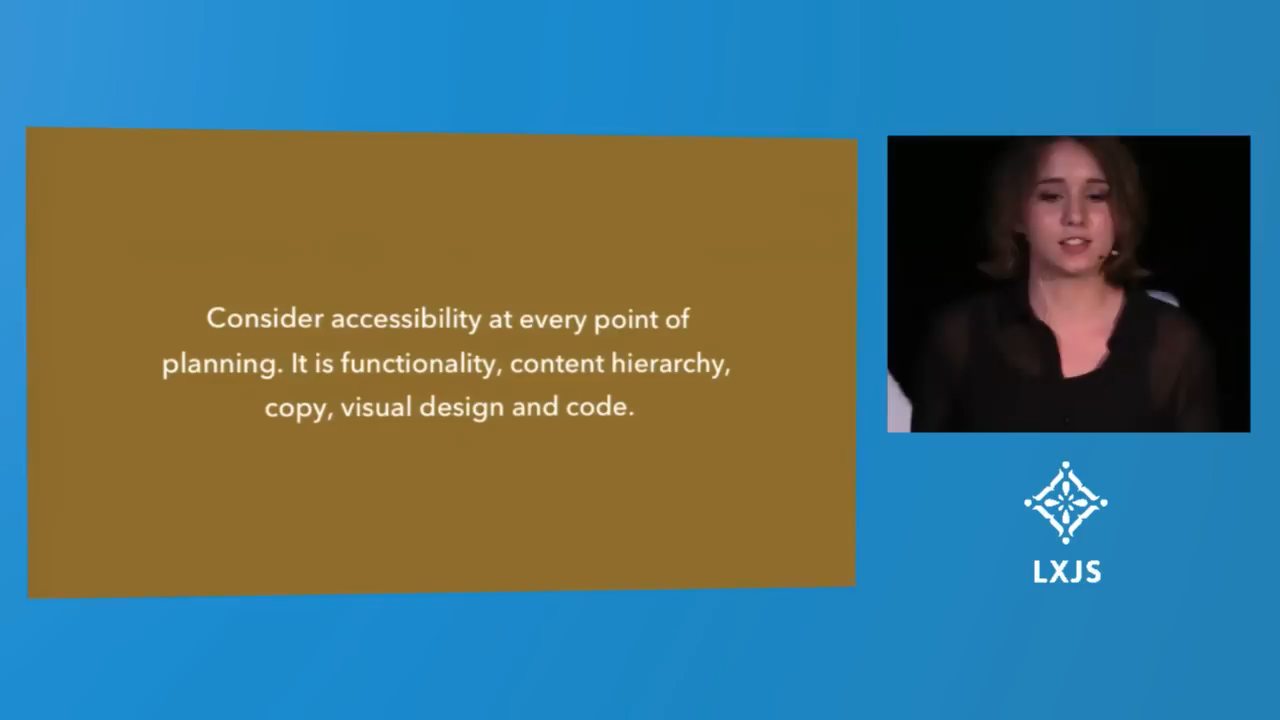 Consider accessibility at every point of
planning. It is functionality, content hierarchy,
copy, visual design and code.
LXJS